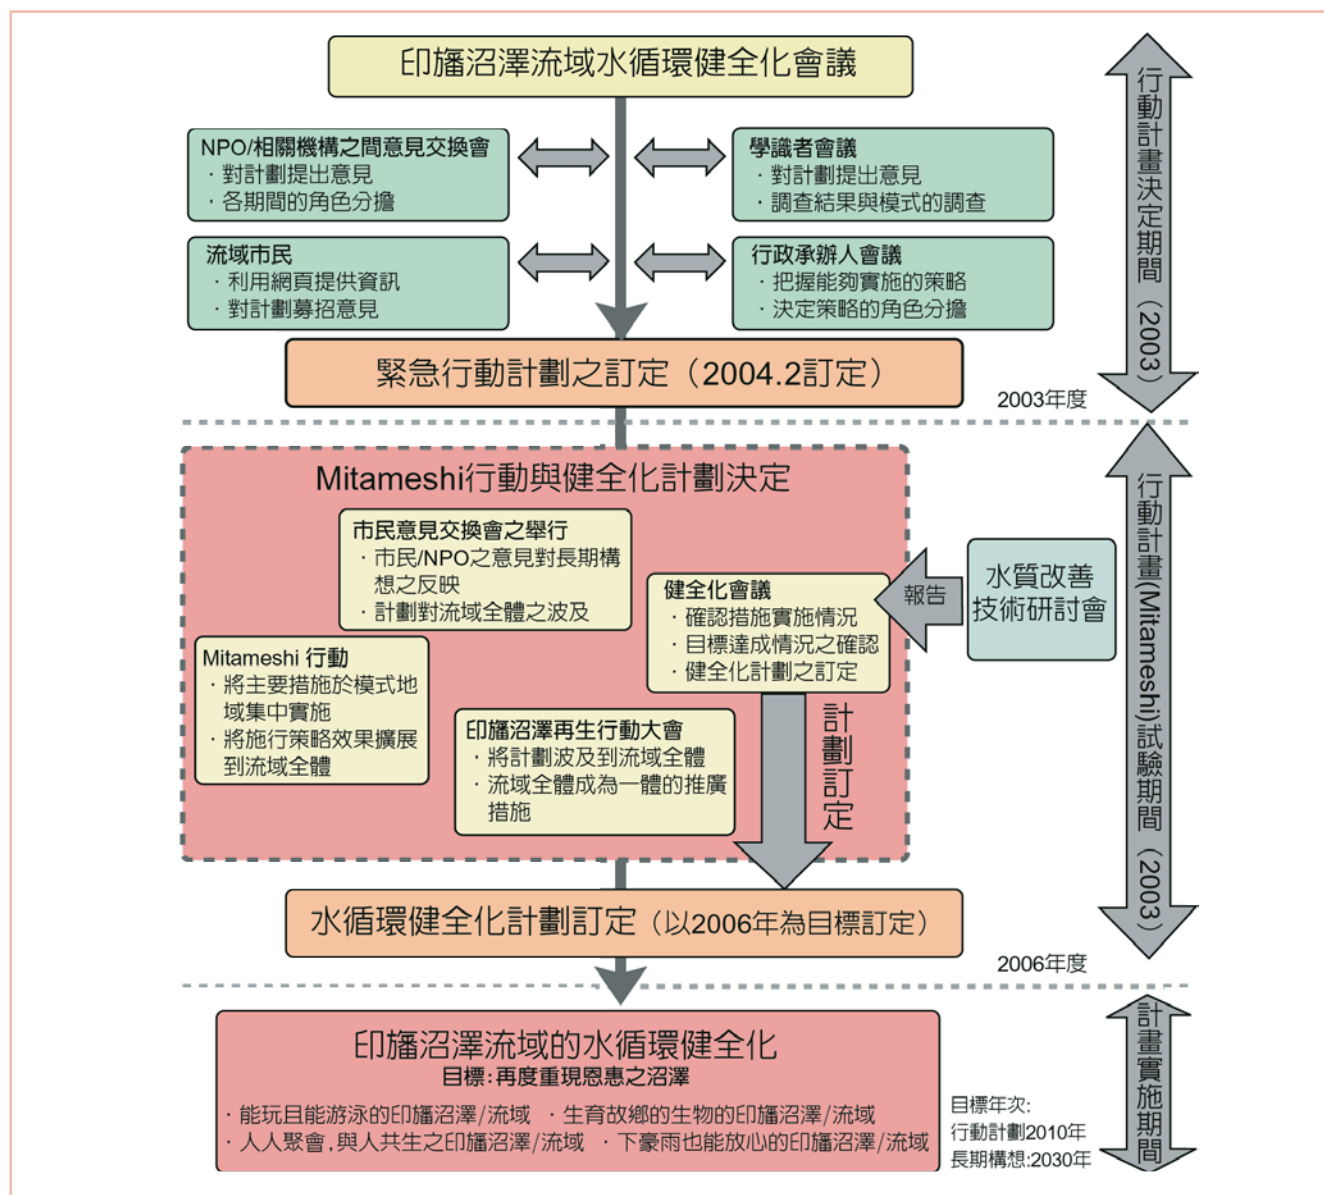 印旛沼澤流域水循環健全化會議
NPO/相關機構之間意見交換會
·對計劃提出意見
·各期間的角色分擔
學識者會議
·對計劃提出意見
·調查結果與模式的調查
流域市民
·利用網頁提供資訊
·對計劃募招意見
行政承辦人會議
·把握能夠實施的策略
·決定策略的角色分擔
行動計畫決定期間（2003）
緊急行動計劃之訂定（2004.2訂定）
2003年度
Mitameshi行動與健全化計劃決定
市民意見交換會之舉行
·市民/NPO之意見對長期構
想之反映
·計劃對流域全體之波及
健全化會議
·確認措施實施情況
·目標達成情況之確認
·健全化計劃之訂定
報告
水質改善
技術研討會
Mitameshi 行動
·將主要措施於模式地
域集中實施
·將施行策略效果擴展
到流域全體
印旛沼澤再生行動大會
·將計劃波及到流域全體
·流域全體成為一體的推廣
措施
計劃訂定
行動計畫(Mitameshi)試驗期間（2003）
水循環健全化計劃訂定（以2006年為目標訂定）
2006年度
印旛沼澤流域的水循環健全化
目標:再度重現恩惠之沼澤
·能玩且能游泳的印旛沼澤/流域 ·生育故鄉的生物的印旛沼澤/流域
·人人聚會,與人共生之印旛沼澤/流域 ·下豪雨也能放心的印旛沼澤/流域
目標年次:
行動計劃2010年
長期構想:2030年
計畫實施期間